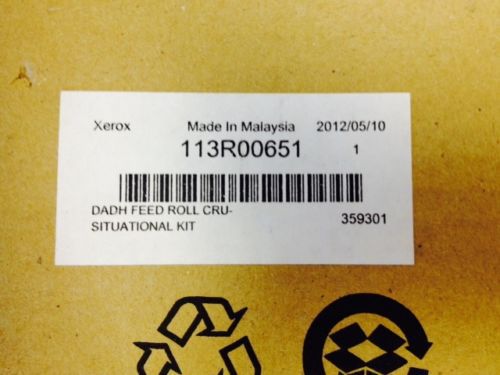 Xerox Made In Malaysia 2012/05/10
113R00651 1
DADH FEED ROLL CRU-
SITUATIONAL KIT 359301